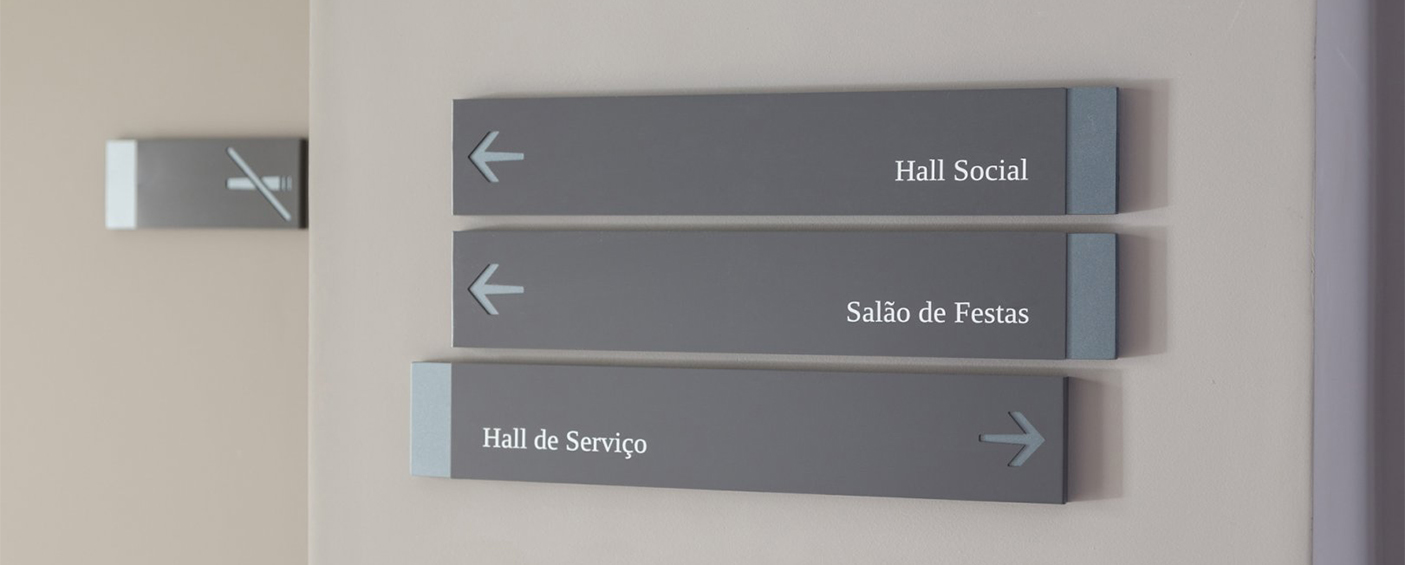 Hall Social
Salão de Festas
Hall de Serviço